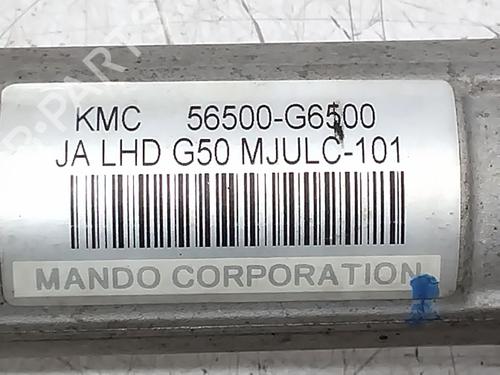 KMC 56500-G6500
JA LHD G50 MJULC-101
MANDO CORPORATION